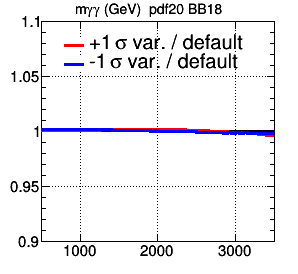 mγγ (GeV) pdf20 BB18
1.1
+1 σ var. / default
-1 σ var. / default
1.05
1
0.95
0.9
1000 2000 3000